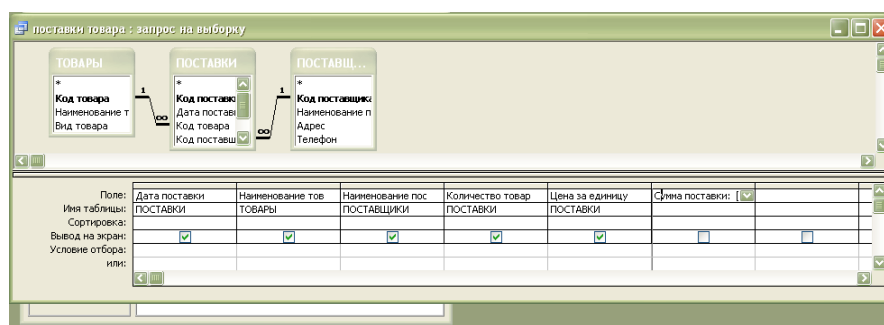 поставки товара : запрос на выборку
ТОВАРЫ
*
Код товара
Наименование т
Вид товара
1
∞
ПОСТАВКИ
*
Код поставки
Дата постав
Код товара
Код поставш
1
∞
ПОСТАВЩ...
*
Код поставщика
Наименование п
Адрес
Телефон
Поле: Дата поставки Наименование тов Наименование пос Количество товар Цена за единицу Сумма поставки: [
Имя таблицы: ПОСТАВКИ ТОВАРЫ ПОСТАВЩИКИ ПОСТАВКИ ПОСТАВКИ
Сортировка:
Вывод на экран:
Условие отбора:
или: